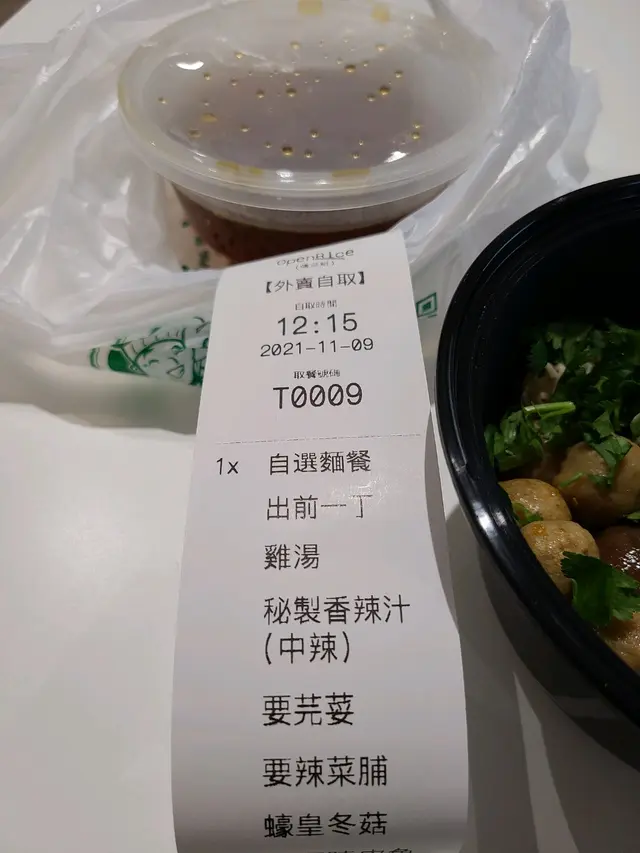 OpenRice
【外賣自取】
自取時間
12:15
2021-11-09
取餐號碼
T0009
1x 自選麵餐
出前一丁
雞湯
秘製香辣汁
(中辣)
要芫荽
要辣菜脯
蠔皇冬菇